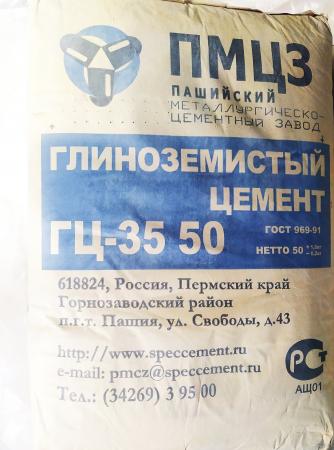 ПМЦЗ
ПАШИЙСКИЙ
МЕТАЛЛУРГИЧЕСКО-
ЦЕМЕНТНЫЙ ЗАВОД
ГЛИНОЗЕМИСТЫЙ
ЦЕМЕНТ
ГЦ-35 50
ГОСТ 969-91
НЕТТО 50
618824, Россия, Пермский край
Горнозаводский район
п.г.т. Пашия, ул. Свободы, д.43
http://www.speccement.ru
e-mail: pmcz@speccement.ru
Тел.: (34269) 3 95 00
РСТ
АЩ01